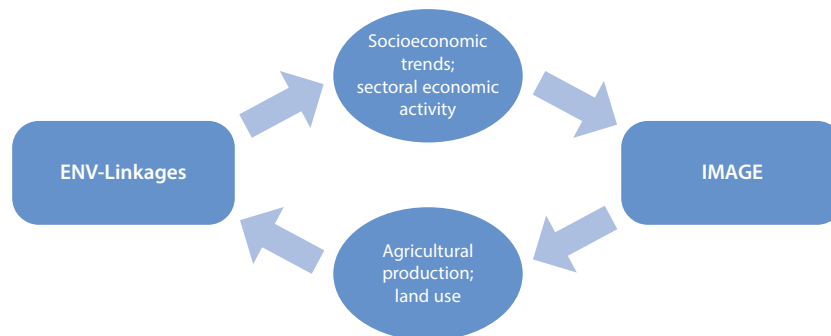 Socioeconomic
trends;
sectoral economic
activity
ENV-Linkages
IMAGE
Agricultural
production;
land use